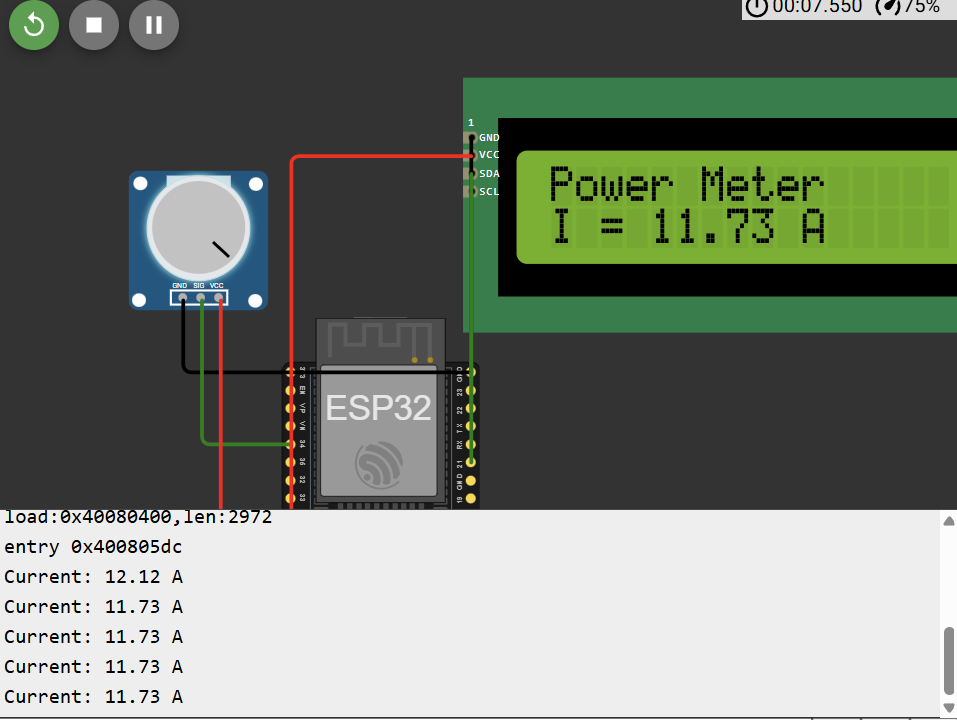 00:07.550 75%
1
GND
VCC
SDA
SCL
Power Meter
I = 11.73 A
GND SIG VCC
ESP32
3V3
EN
VP
VN
34
35
32
33
GND
23
22
TX
RX
21
GND
19
load:0x40080400,len:2972
entry 0x400805dc
Current: 12.12 A
Current: 11.73 A
Current: 11.73 A
Current: 11.73 A
Current: 11.73 A